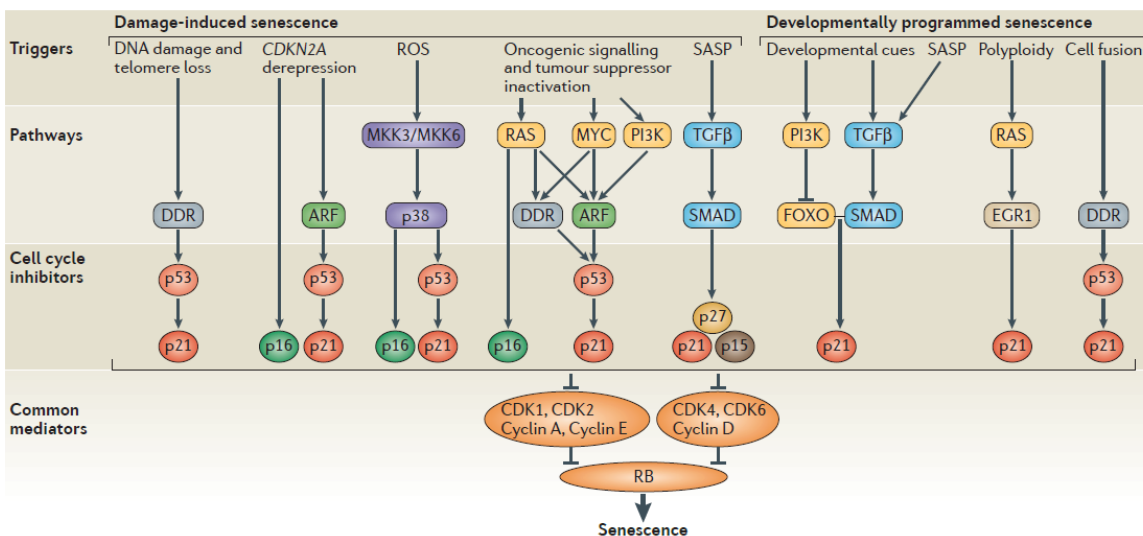 Damage-induced senescence
Developmentally programmed senescence
Triggers
DNA damage and
telomere loss
CDKN2A
derepression
ROS
Oncogenic signalling
and tumour suppressor
inactivation
SASP
Developmental cues
SASP
Polyploidy
Cell fusion
Pathways
MKK3/MKK6
RAS
MYC
PI3K
TGFβ
PI3K
TGFβ
RAS
DDR
ARF
p38
DDR
ARF
SMAD
FOXO
SMAD
EGR1
DDR
Cell cycle
inhibitors
p53
p53
p53
p53
p53
p27
p21
p16
p21
p16
p21
p16
p21
p21
p15
p21
p21
p21
Common
mediators
CDK1, CDK2
Cyclin A, Cyclin E
CDK4, CDK6
Cyclin D
RB
Senescence